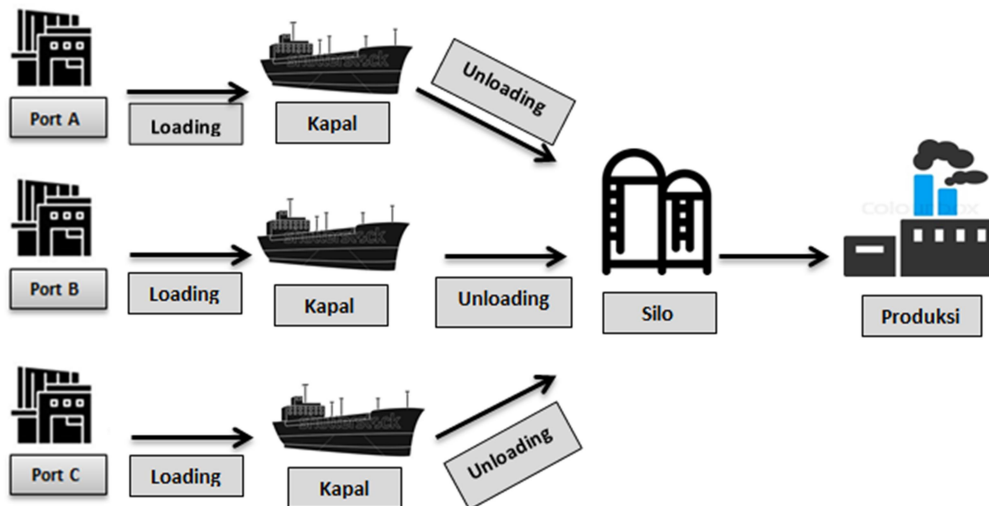 Port A
Loading
Kapal
Unloading
Port B
Loading
Kapal
Unloading
Silo
Produksi
Port C
Loading
Kapal
Unloading